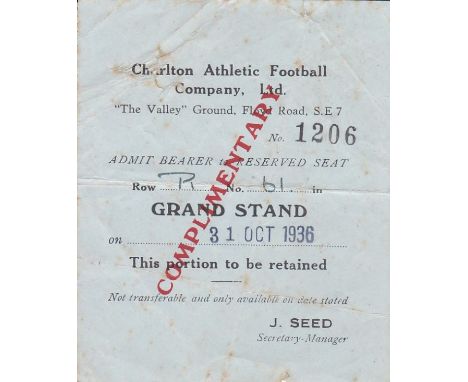 Charlton Athletic Football
Company, Ltd.
"The Valley" Ground, Floyd Road, S.E 7
No. 1206
ADMIT BEARER to RESERVED SEAT
Row No. 61 in
GRAND STAND
on 31 OCT 1936
This portion to be retained
Not transferable and only available on date stated
J. SEED
Secretary-Manager
COMPLIMENTARY